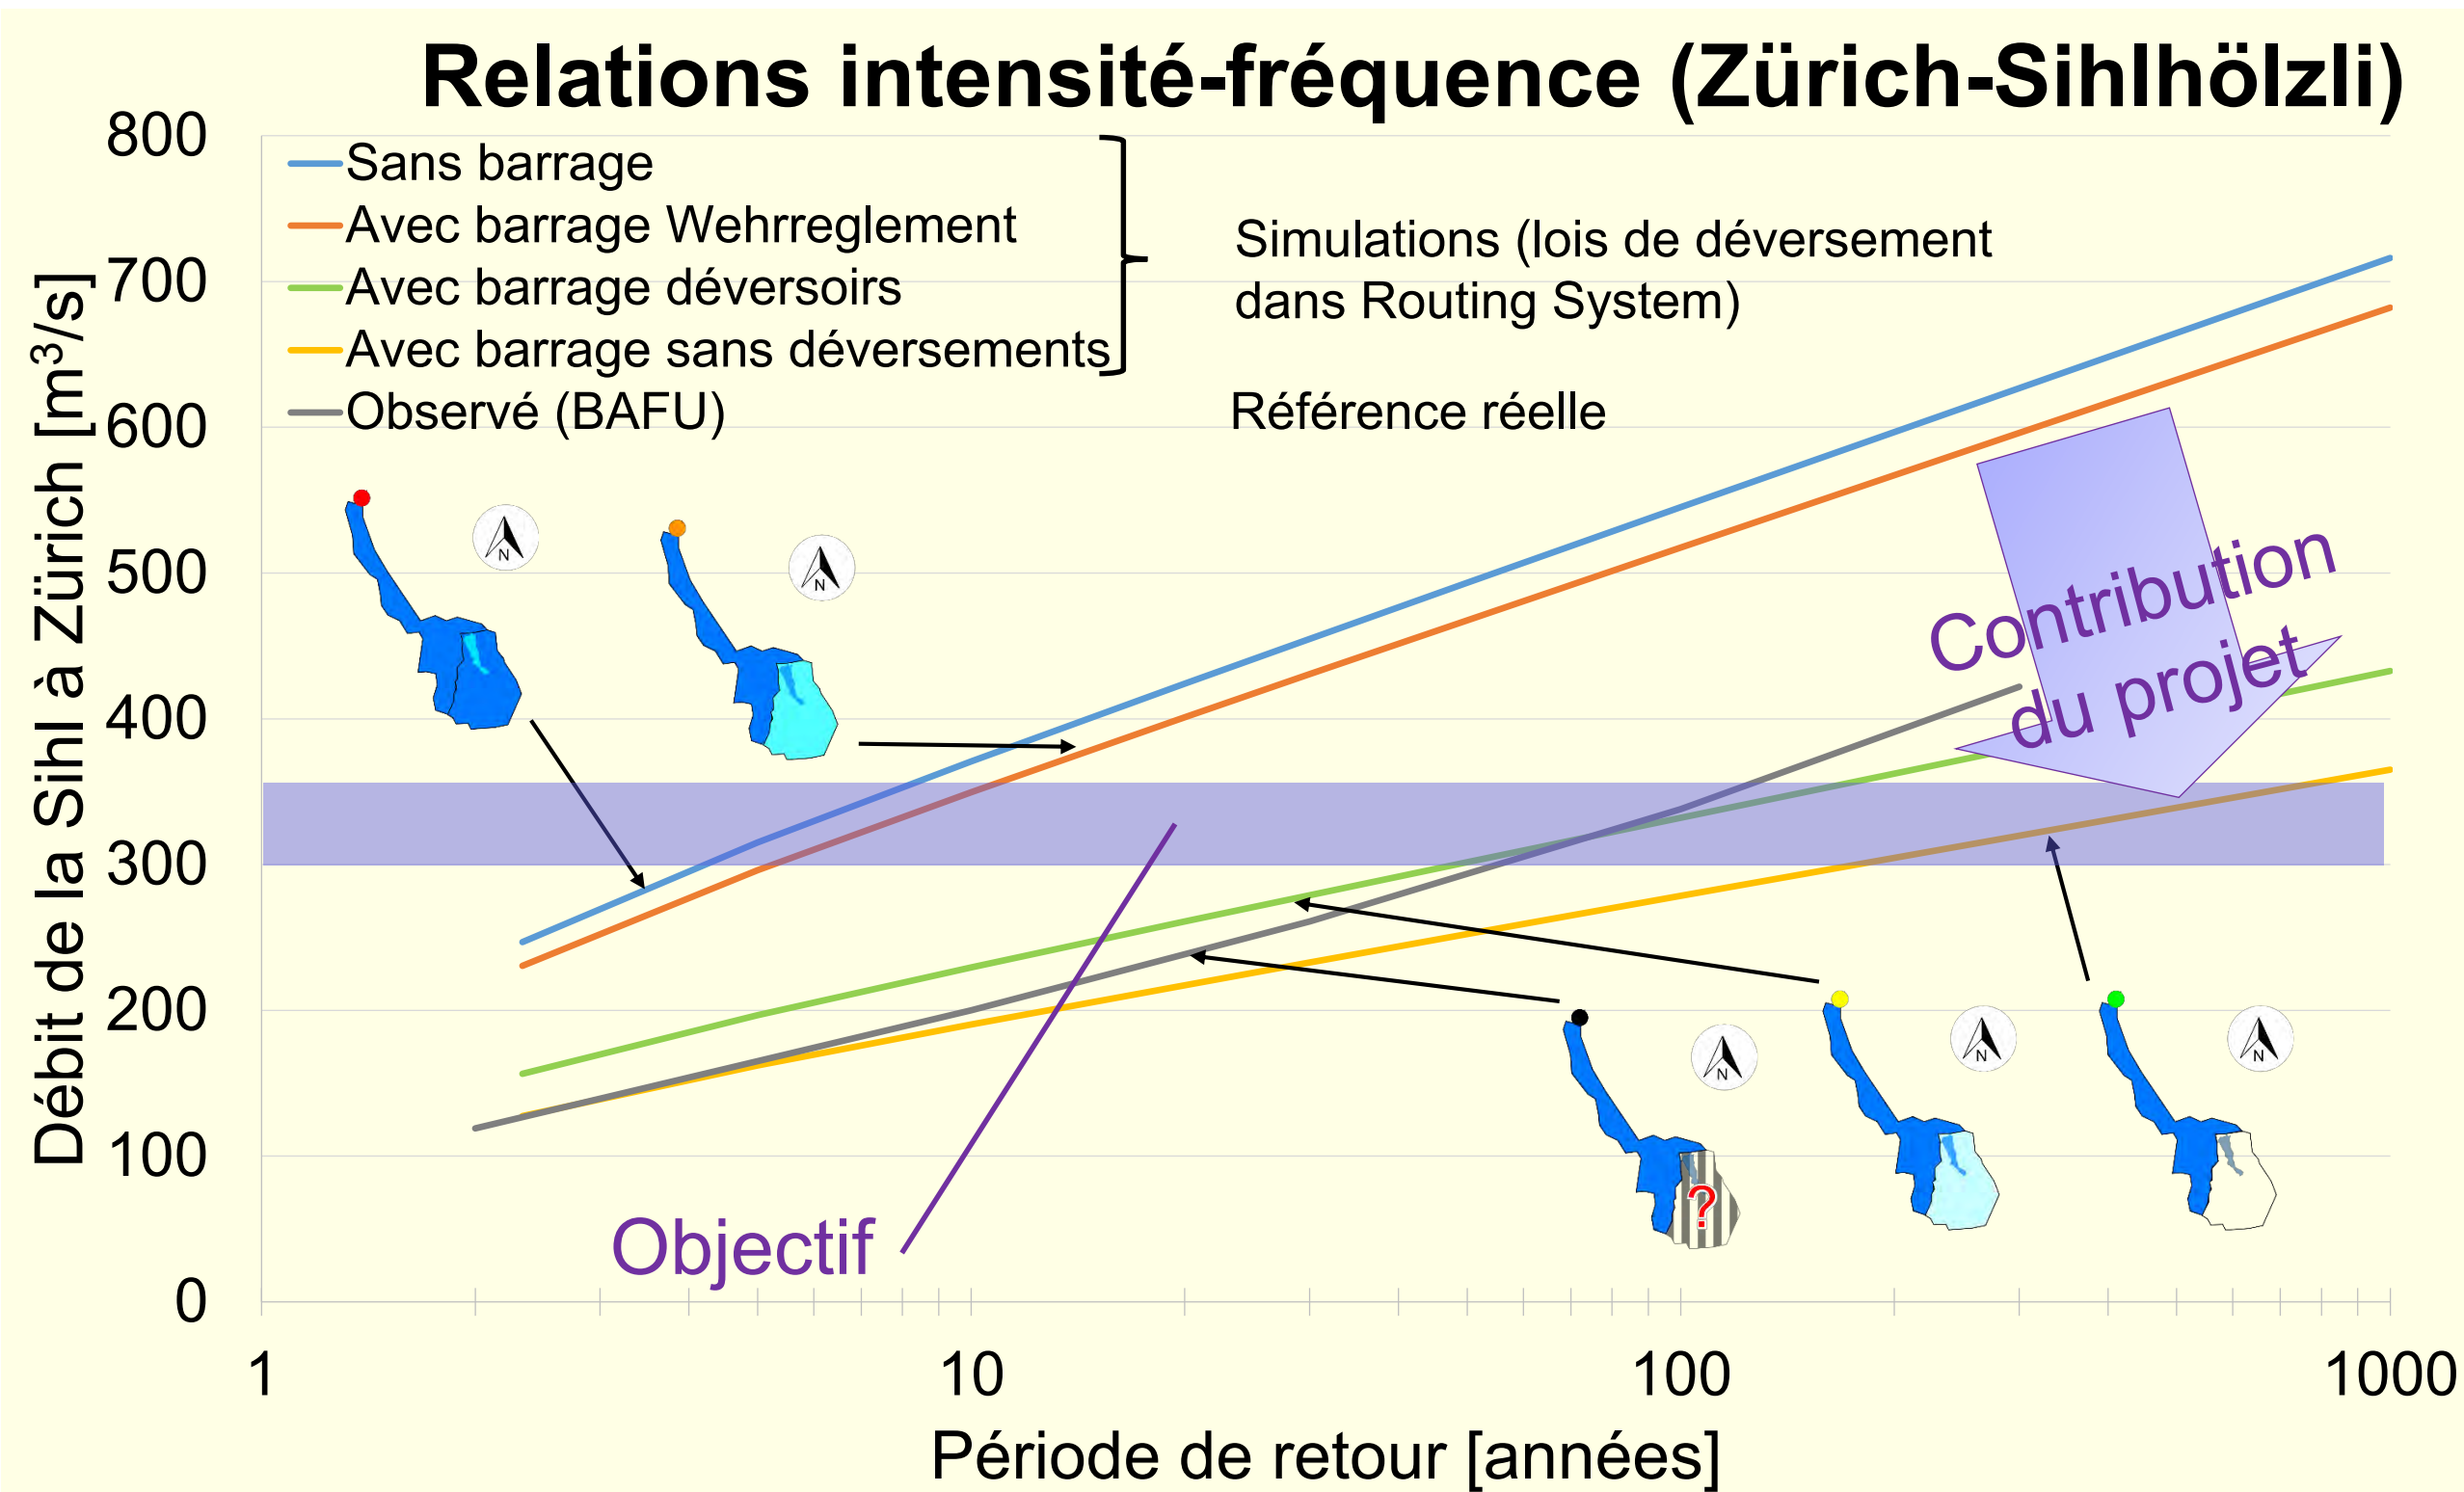 Relations intensité-fréquence (Zürich-Sihlhölzli)
Débit de la Sihl à Zürich [m³/s]
800
700
600
500
400
300
200
100
0
Sans barrage
Avec barrage Wehrreglement
Avec barrage déversoirs
Avec barrage sans déversements
Observé (BAFU)
Simulations (lois de déversement
dans Routing System)
Référence réelle
N
N
Contribution
du projet
Objectif
N
N
N
?
1
10
100
1000
Période de retour [années]